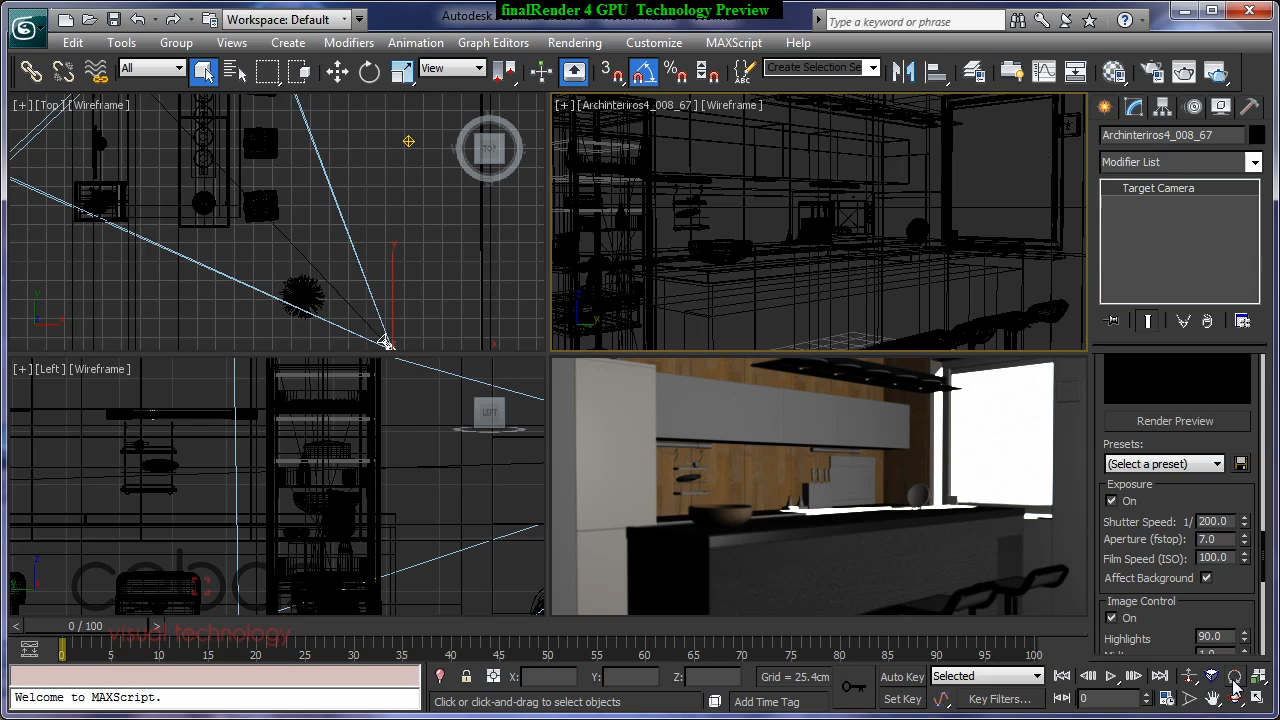 finalRender 4 GPU Technology Preview
Workspace: Default
Autodesk
Type a keyword or phrase
Edit Tools Group Views Create Modifiers Animation Graph Editors Rendering Customize MAXScript Help
All
View
3
Create Selection Se
[+] [Top] [Wireframe]
TOP
[+] [Archinteriros4_008_67] [Wireframe]
Archinteriros4_008_67
Modifier List
Target Camera
[+] [Left] [Wireframe]
LEFT
Render Preview
Presets:
(Select a preset)
Exposure
On
Shutter Speed: 1/ 200.0
Aperture (fstop): 7.0
Film Speed (ISO): 100.0
Affect Background
Image Control
On
Highlights 90.0
cebas
visual technology
0 / 100
0 5 10 15 20 25 30 35 40 45 50 55 60 65 70 75 80 85 90 95 100
X: Y: Z: Grid = 25.4cm
Auto Key Selected
Welcome to MAXScript.
Click or click-and-drag to select objects
Add Time Tag
Set Key Key Filters... 0